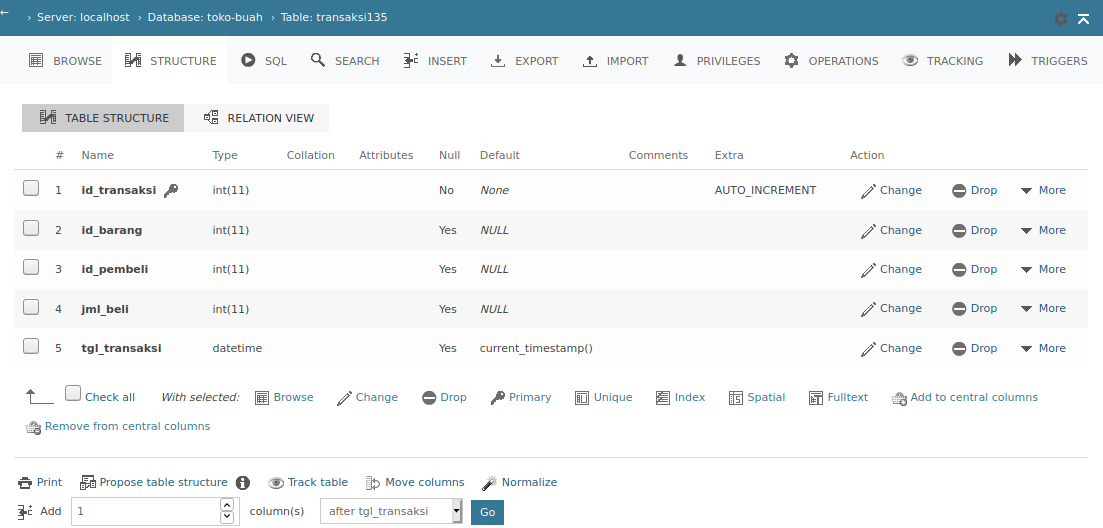 ← › Server: localhost › Database: toko-buah › Table: transaksi135
BROWSE STRUCTURE SQL SEARCH INSERT EXPORT IMPORT PRIVILEGES OPERATIONS TRACKING TRIGGERS
TABLE STRUCTURE RELATION VIEW
# Name Type Collation Attributes Null Default Comments Extra Action
1 id_transaksi int(11) No None AUTO_INCREMENT Change Drop More
2 id_barang int(11) Yes NULL Change Drop More
3 id_pembeli int(11) Yes NULL Change Drop More
4 jml_beli int(11) Yes NULL Change Drop More
5 tgl_transaksi datetime Yes current_timestamp() Change Drop More
Check all With selected: Browse Change Drop Primary Unique Index Spatial Fulltext Add to central columns
Remove from central columns
Print Propose table structure Track table Move columns Normalize
Add 1 column(s) after tgl_transaksi Go